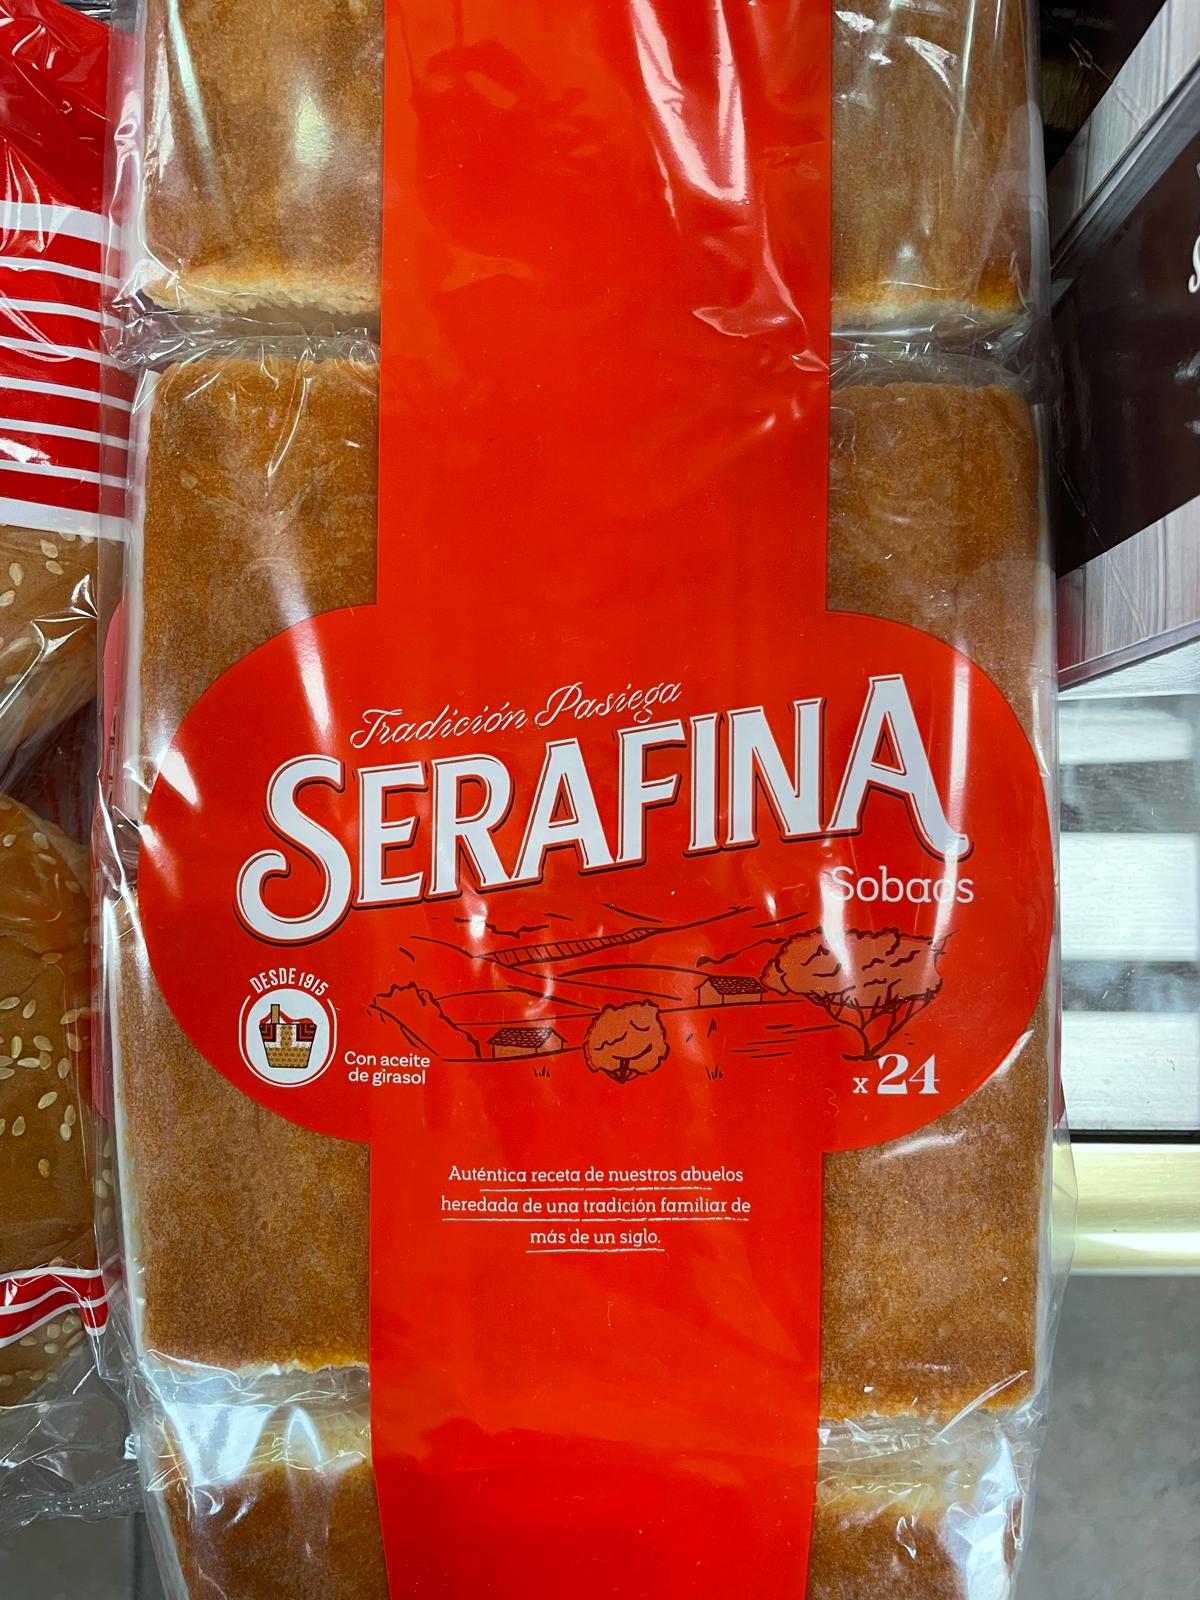 Tradición Pasiega
SERAFINA
Sobaos
DESDE 1915
Con aceite
de girasol
x 24
Auténtica receta de nuestros abuelos
heredada de una tradición familiar de
más de un siglo.